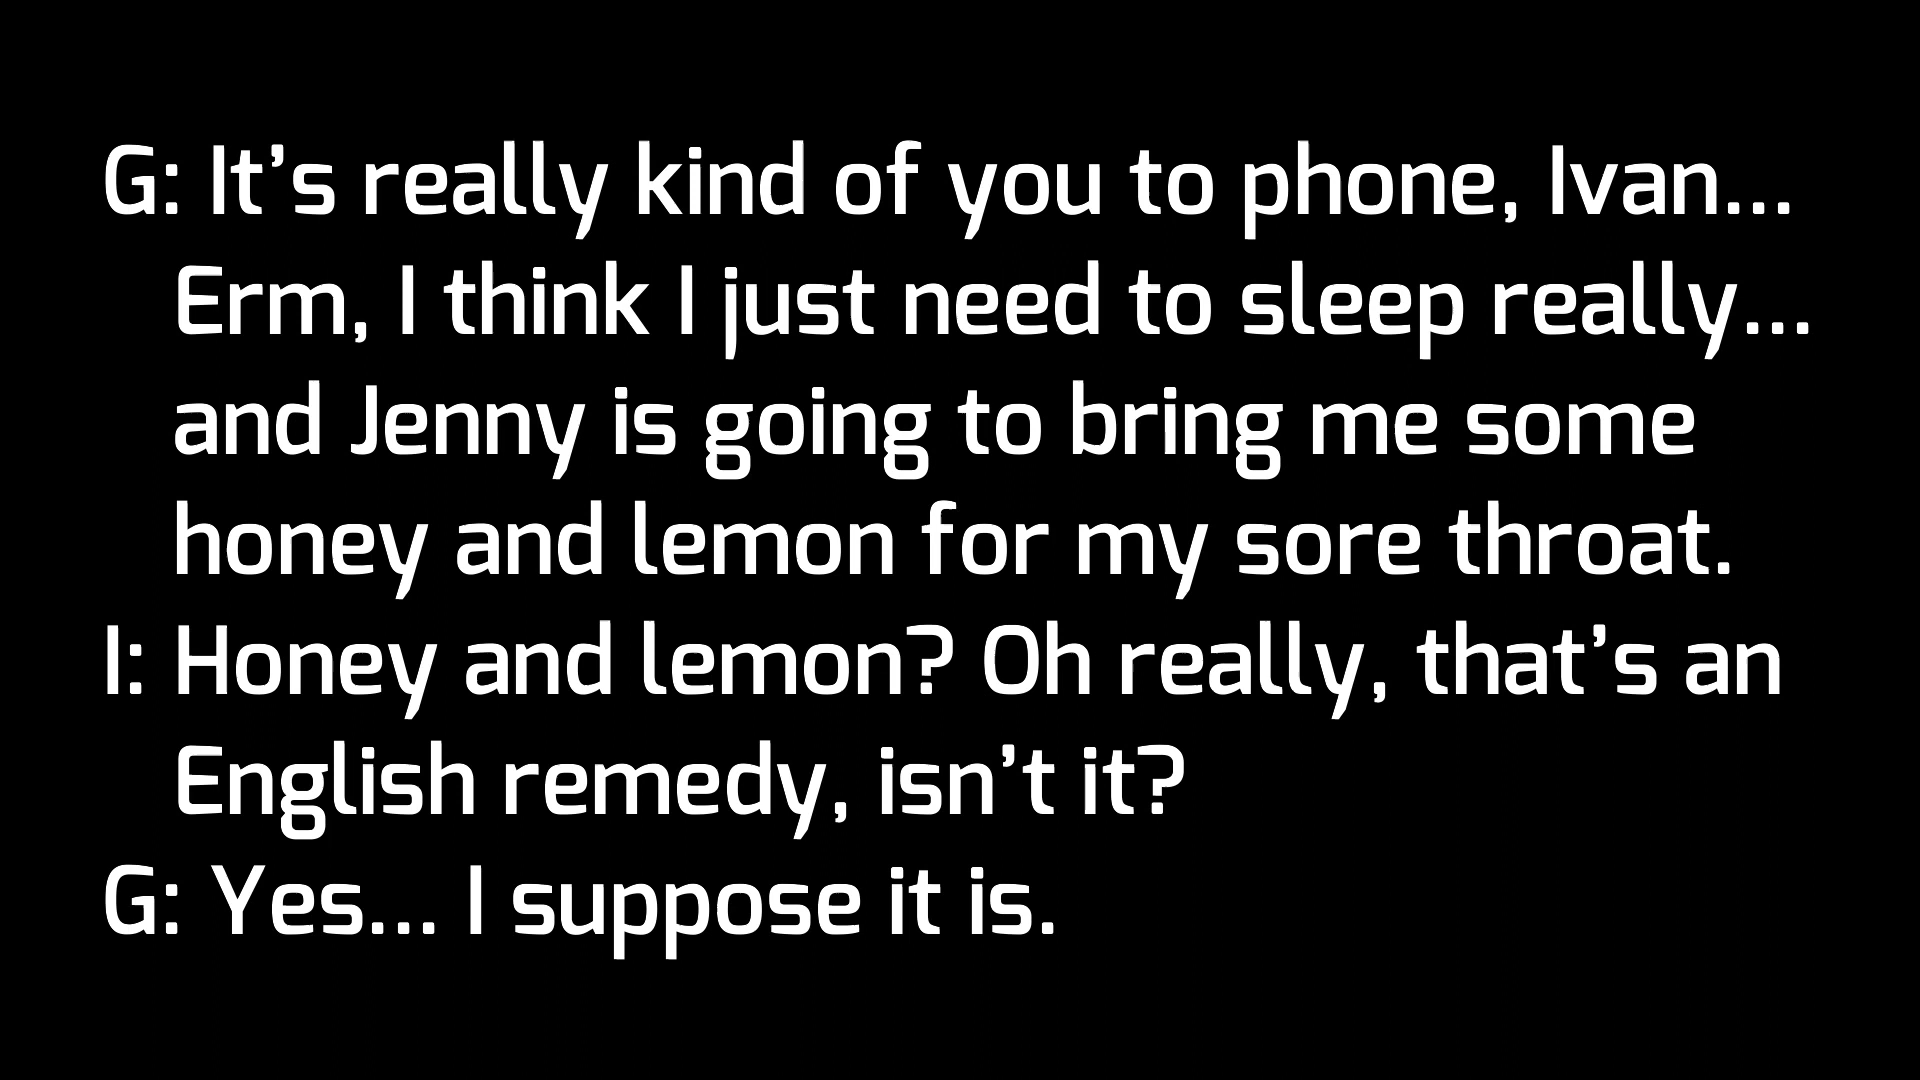 G: It’s really kind of you to phone, Ivan...
Erm, I think I just need to sleep really...
and Jenny is going to bring me some
honey and lemon for my sore throat.
I: Honey and lemon? Oh really, that’s an
English remedy, isn’t it?
G: Yes... I suppose it is.